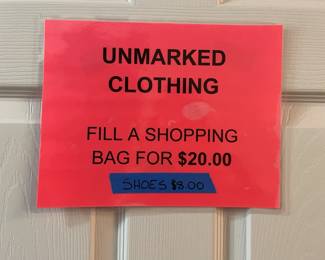 UNMARKED
CLOTHING
FILL A SHOPPING
BAG FOR $20.00
SHOES $8.00